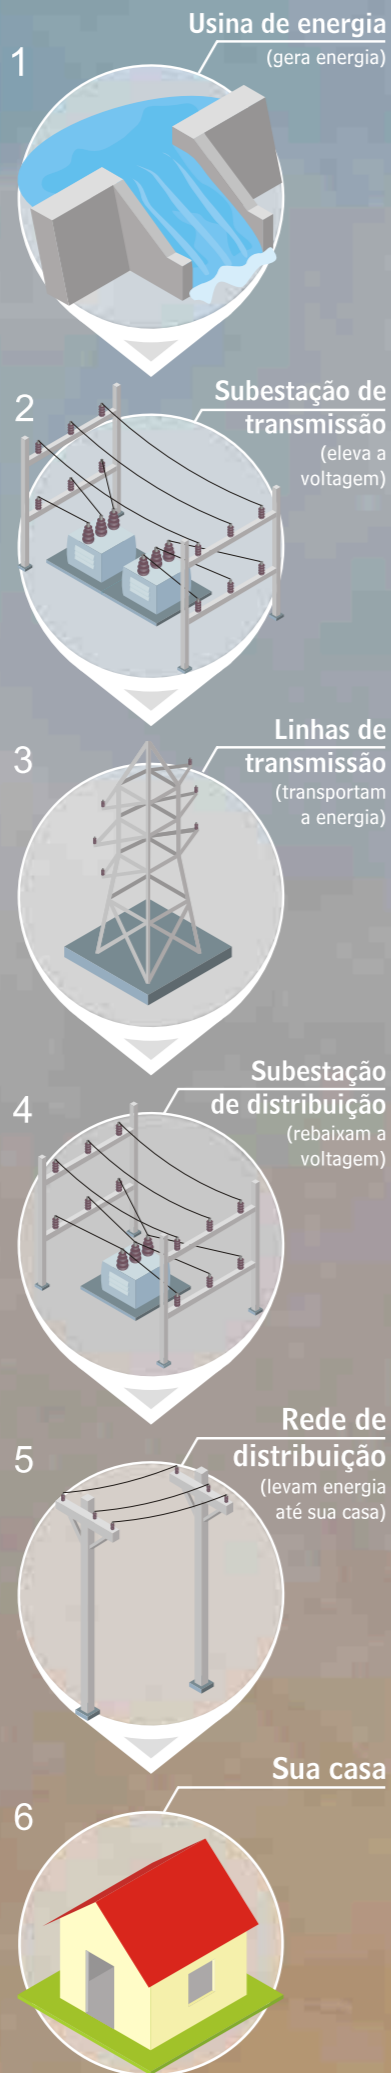 1
Usina de energia
(gera energia)
2
Subestação de
transmissão
(eleva a
voltagem)
3
Linhas de
transmissão
(transportam
a energia)
4
Subestação
de distribuição
(rebaixam a
voltagem)
5
Rede de
distribuição
(levam energia
até sua casa)
6
Sua casa